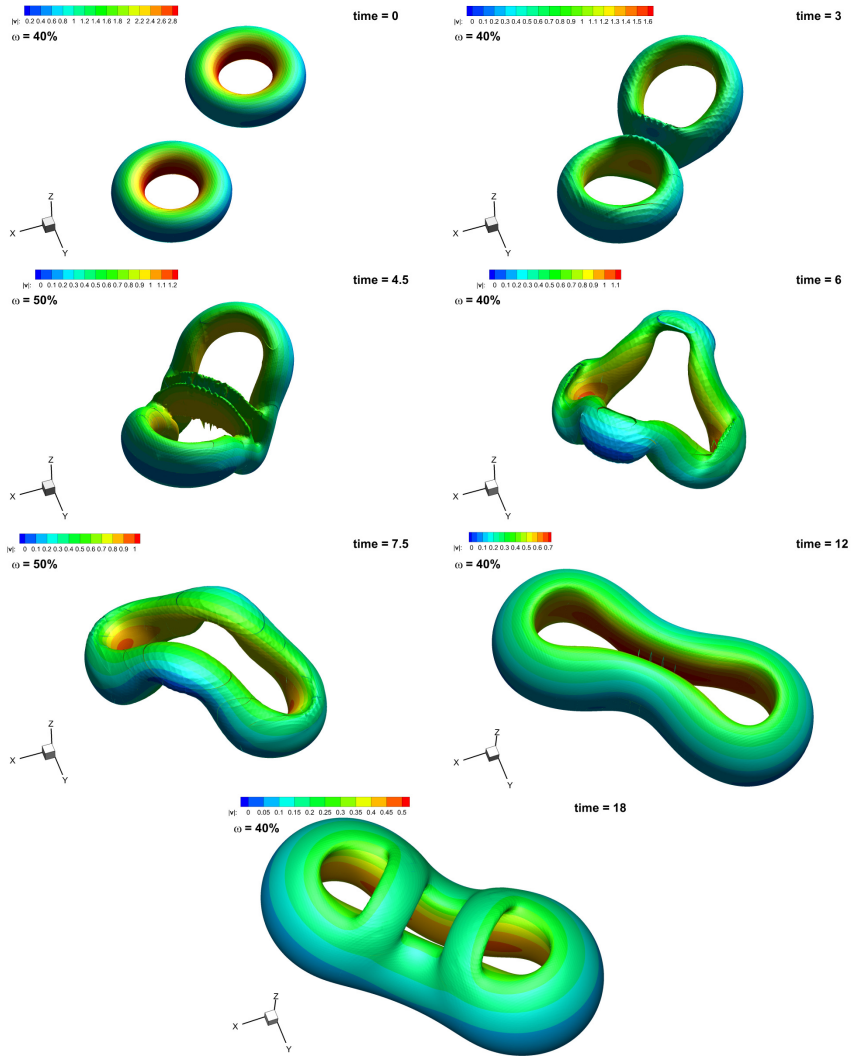 |v|: 0.2 0.4 0.6 0.8 1 1.2 1.4 1.6 1.8 2 2.2 2.4 2.6 2.8
time = 0
ω = 40%
Z
X
Y
|v|: 0 0.1 0.2 0.3 0.4 0.5 0.6 0.7 0.8 0.9 1 1.1 1.2 1.3 1.4 1.5 1.6
time = 3
ω = 40%
Z
X
Y
|v|: 0 0.1 0.2 0.3 0.4 0.5 0.6 0.7 0.8 0.9 1 1.1 1.2
time = 4.5
ω = 50%
Z
X
Y
|v|: 0 0.1 0.2 0.3 0.4 0.5 0.6 0.7 0.8 0.9 1 1.1
time = 6
ω = 40%
Z
X
Y
|v|: 0 0.1 0.2 0.3 0.4 0.5 0.6 0.7 0.8 0.9 1
time = 7.5
ω = 50%
Z
X
Y
|v|: 0 0.1 0.2 0.3 0.4 0.5 0.6 0.7
time = 12
ω = 40%
Z
X
Y
|v|: 0 0.05 0.1 0.15 0.2 0.25 0.3 0.35 0.4 0.45 0.5
time = 18
ω = 40%
Z
X
Y